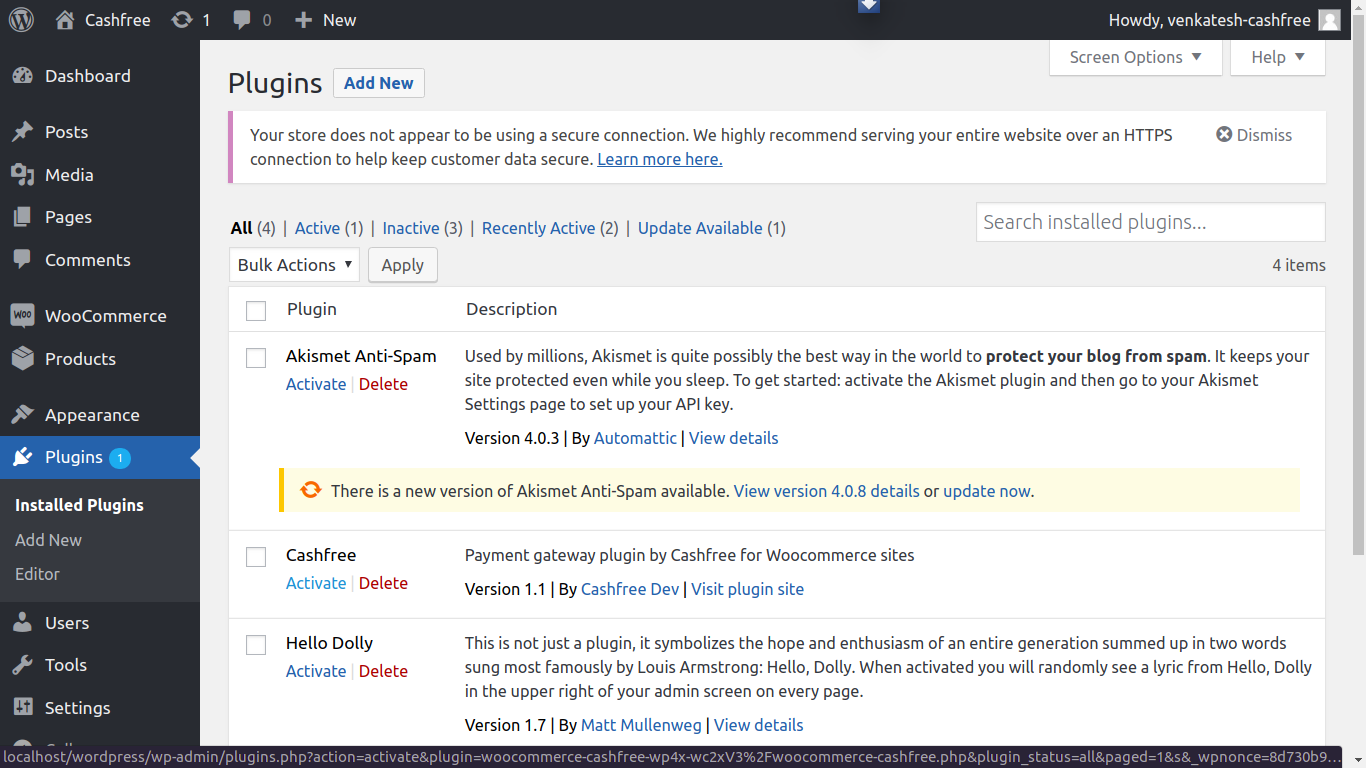 Cashfree 1 0 New Howdy, venkatesh-cashfree
Screen Options Help
Dashboard
Posts
Media
Pages
Comments
WooCommerce
Products
Appearance
Plugins 1
Installed Plugins
Add New
Editor
Users
Tools
Settings
Plugins Add New
Your store does not appear to be using a secure connection. We highly recommend serving your entire website over an HTTPS
connection to help keep customer data secure. Learn more here.
Dismiss
All (4) | Active (1) | Inactive (3) | Recently Active (2) | Update Available (1)
Search installed plugins...
Bulk Actions Apply
4 items
Plugin Description
Akismet Anti-Spam
Activate | Delete
Used by millions, Akismet is quite possibly the best way in the world to protect your blog from spam. It keeps your
site protected even while you sleep. To get started: activate the Akismet plugin and then go to your Akismet
Settings page to set up your API key.
Version 4.0.3 | By Automattic | View details
There is a new version of Akismet Anti-Spam available. View version 4.0.8 details or update now.
Cashfree
Activate | Delete
Payment gateway plugin by Cashfree for Woocommerce sites
Version 1.1 | By Cashfree Dev | Visit plugin site
Hello Dolly
Activate | Delete
This is not just a plugin, it symbolizes the hope and enthusiasm of an entire generation summed up in two words
sung most famously by Louis Armstrong: Hello, Dolly. When activated you will randomly see a lyric from Hello, Dolly
in the upper right of your admin screen on every page.
Version 1.7 | By Matt Mullenweg | View details
localhost/wordpress/wp-admin/plugins.php?action=activate&plugin=woocommerce-cashfree-wp4x-wc2xV3%2Fwoocommerce-cashfree.php&plugin_status=all&paged=1&s&_wpnonce=8d730b9...